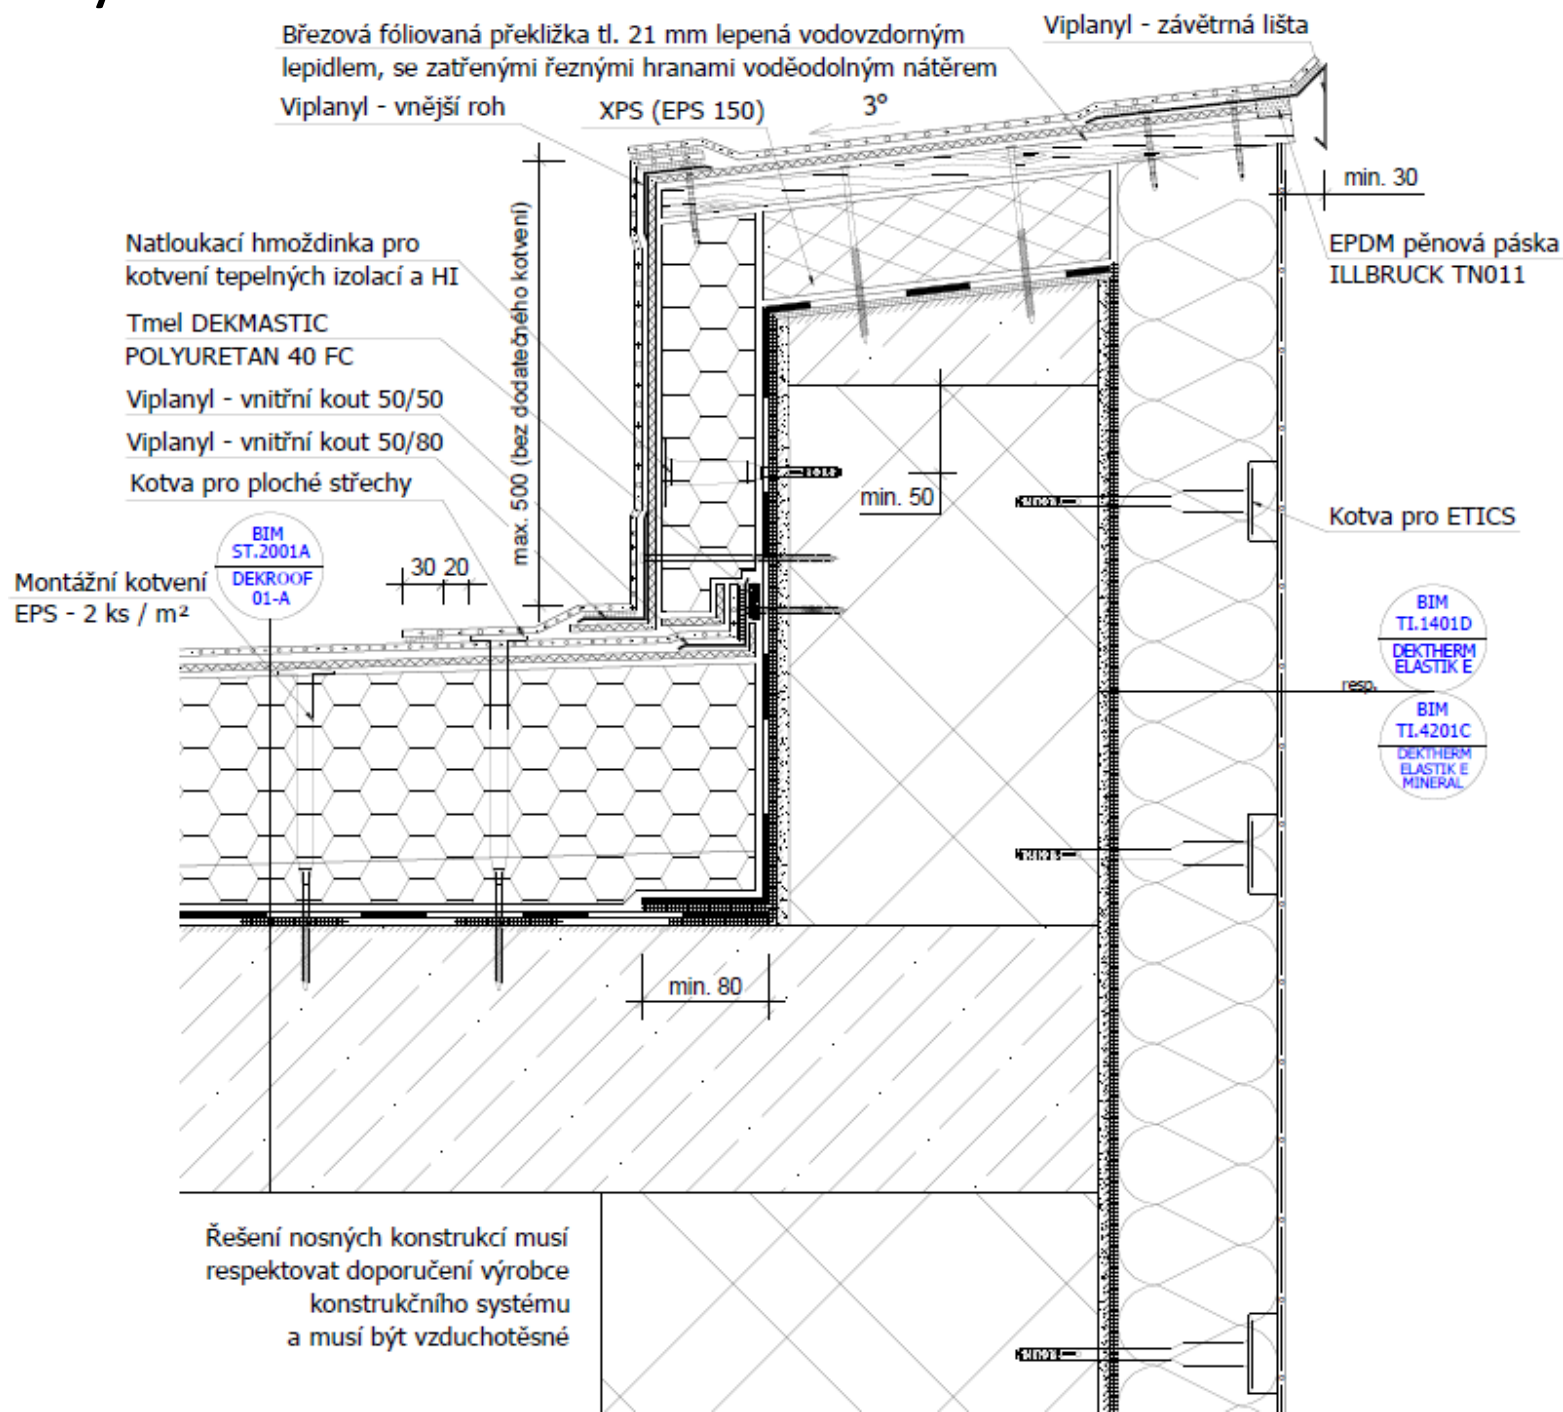 Březová fóliovaná překližka tl. 21 mm lepená vodovzdorným
lepidlem, se zatřenými řeznými hranami voděodolným nátěrem
Viplanyl - závětrná lišta
Viplanyl - vnější roh
XPS (EPS 150)
3°
min. 30
Natloukací hmoždinka pro
kotvení tepelných izolací a HI
EPDM pěnová páska
ILLBRUCK TN011
Tmel DEKMASTIC
POLYURETAN 40 FC
max. 500 (bez dodatečného kotvení)
Viplanyl - vnitřní kout 50/50
Viplanyl - vnitřní kout 50/80
Kotva pro ploché střechy
min. 50
Kotva pro ETICS
BIM
ST.2001A
DEKROOF
01-A
30 20
Montážní kotvení
EPS - 2 ks / m²
BIM
TI.1401D
DEKTHERM
ELASTIK E
resp.
BIM
TI.4201C
DEKTHERM
ELASTIK E
MINERAL
min. 80
Řešení nosných konstrukcí musí
respektovat doporučení výrobce
konstrukčního systému
a musí být vzduchotěsné